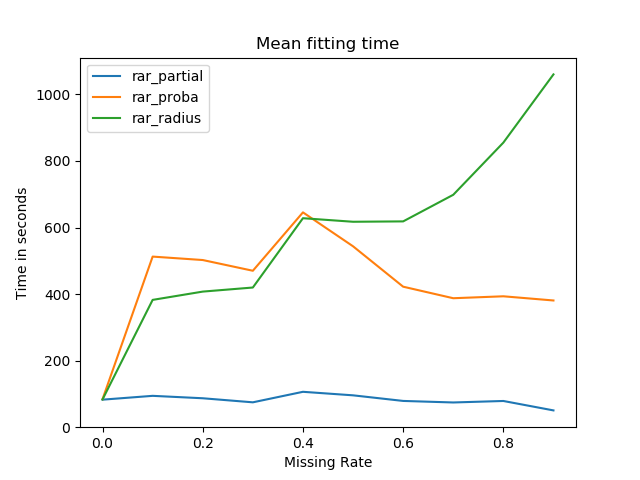 Mean fitting time
rar_partial
rar_proba
rar_radius
Time in seconds
1000
800
600
400
200
0
0.0 0.2 0.4 0.6 0.8
Missing Rate